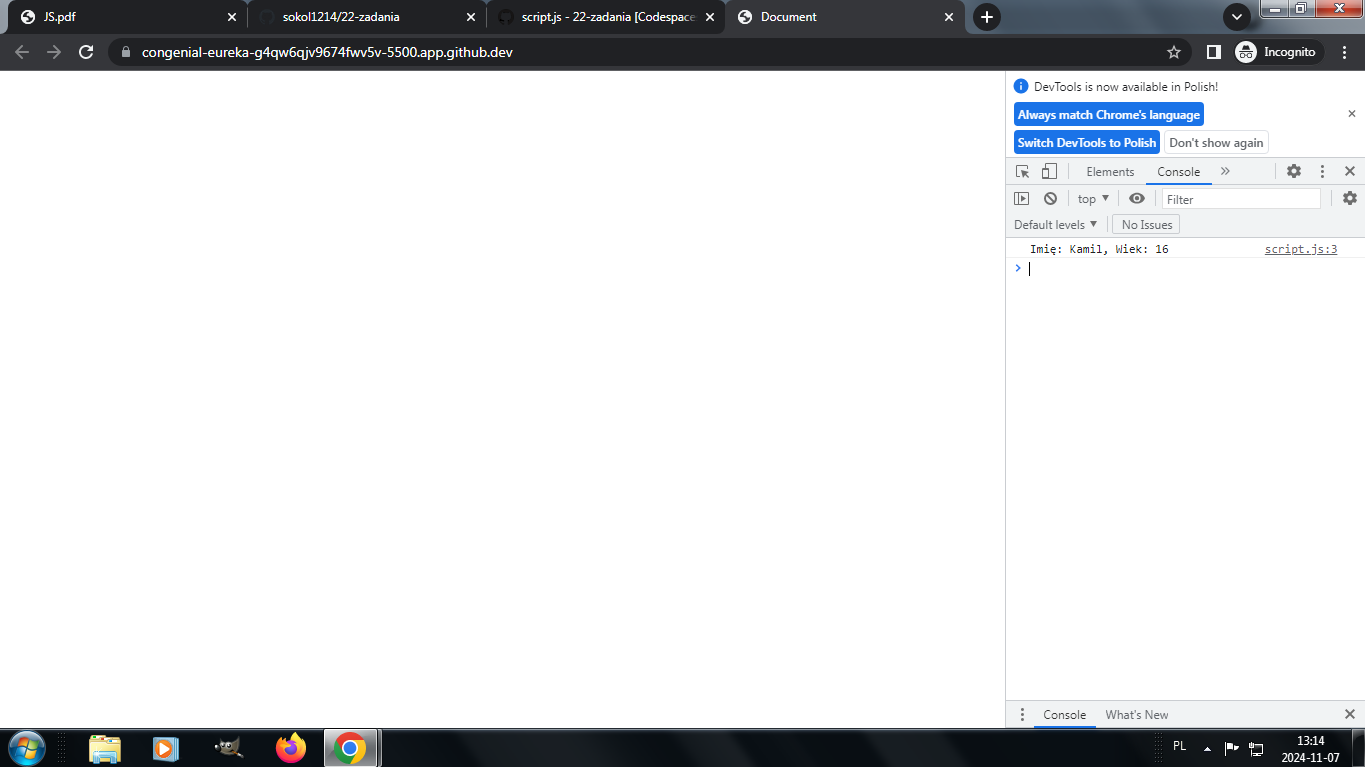 JS.pdf
sokol1214/22-zadania
script.js - 22-zadania [Codespace
Document
congenial-eureka-g4qw6qjv9674fwv5v-5500.app.github.dev
Incognito
DevTools is now available in Polish!
Always match Chrome's language
Switch DevTools to Polish Don't show again
Elements Console
top Filter
Default levels No Issues
Imię: Kamil, Wiek: 16 script.js:3
Console What's New
PL
13:14
2024-11-07